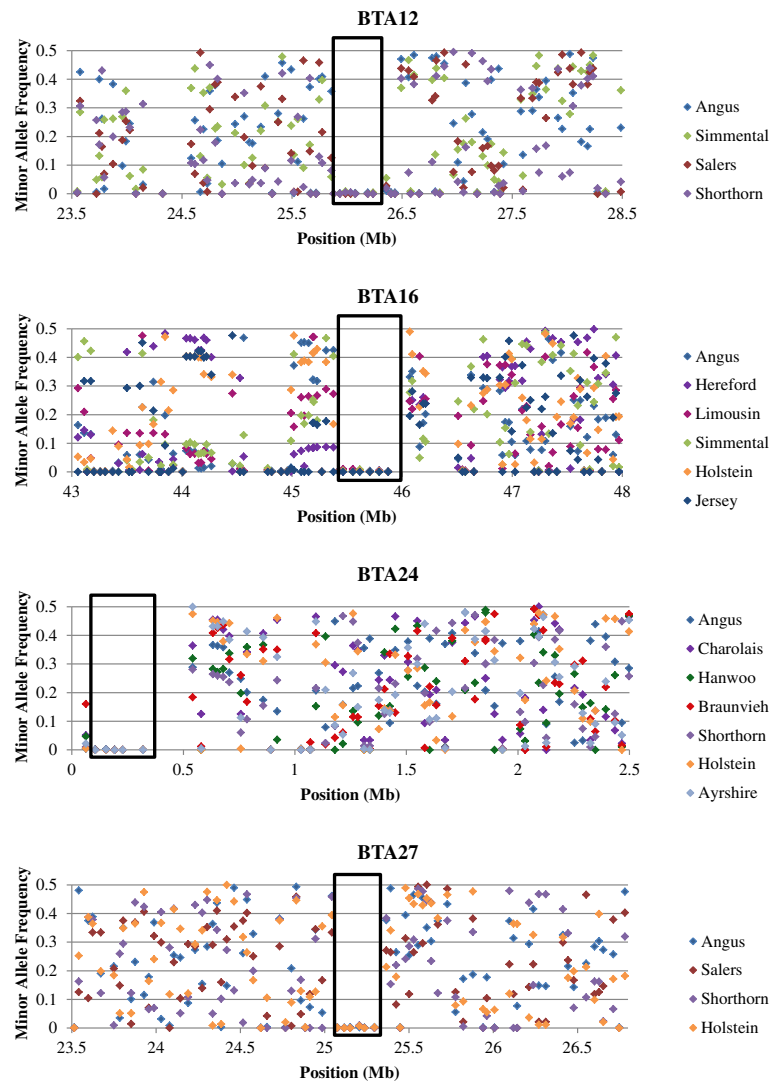 BTA12
Minor Allele Frequency
0.5
0.4
0.3
0.2
0.1
0
23.5
24.5
25.5
26.5
27.5
28.5
Position (Mb)
Angus
Simmental
Salers
Shorthorn
BTA16
Minor Allele Frequency
0.5
0.4
0.3
0.2
0.1
0
43
44
45
46
47
48
Position (Mb)
Angus
Hereford
Limousin
Simmental
Holstein
Jersey
BTA24
Minor Allele Frequency
0.5
0.4
0.3
0.2
0.1
0
0
0.5
1
1.5
2
2.5
Position (Mb)
Angus
Charolais
Hanwoo
Braunvieh
Shorthorn
Holstein
Ayrshire
BTA27
Minor Allele Frequency
0.5
0.4
0.3
0.2
0.1
0
23.5
24
24.5
25
25.5
26
26.5
Position (Mb)
Angus
Salers
Shorthorn
Holstein